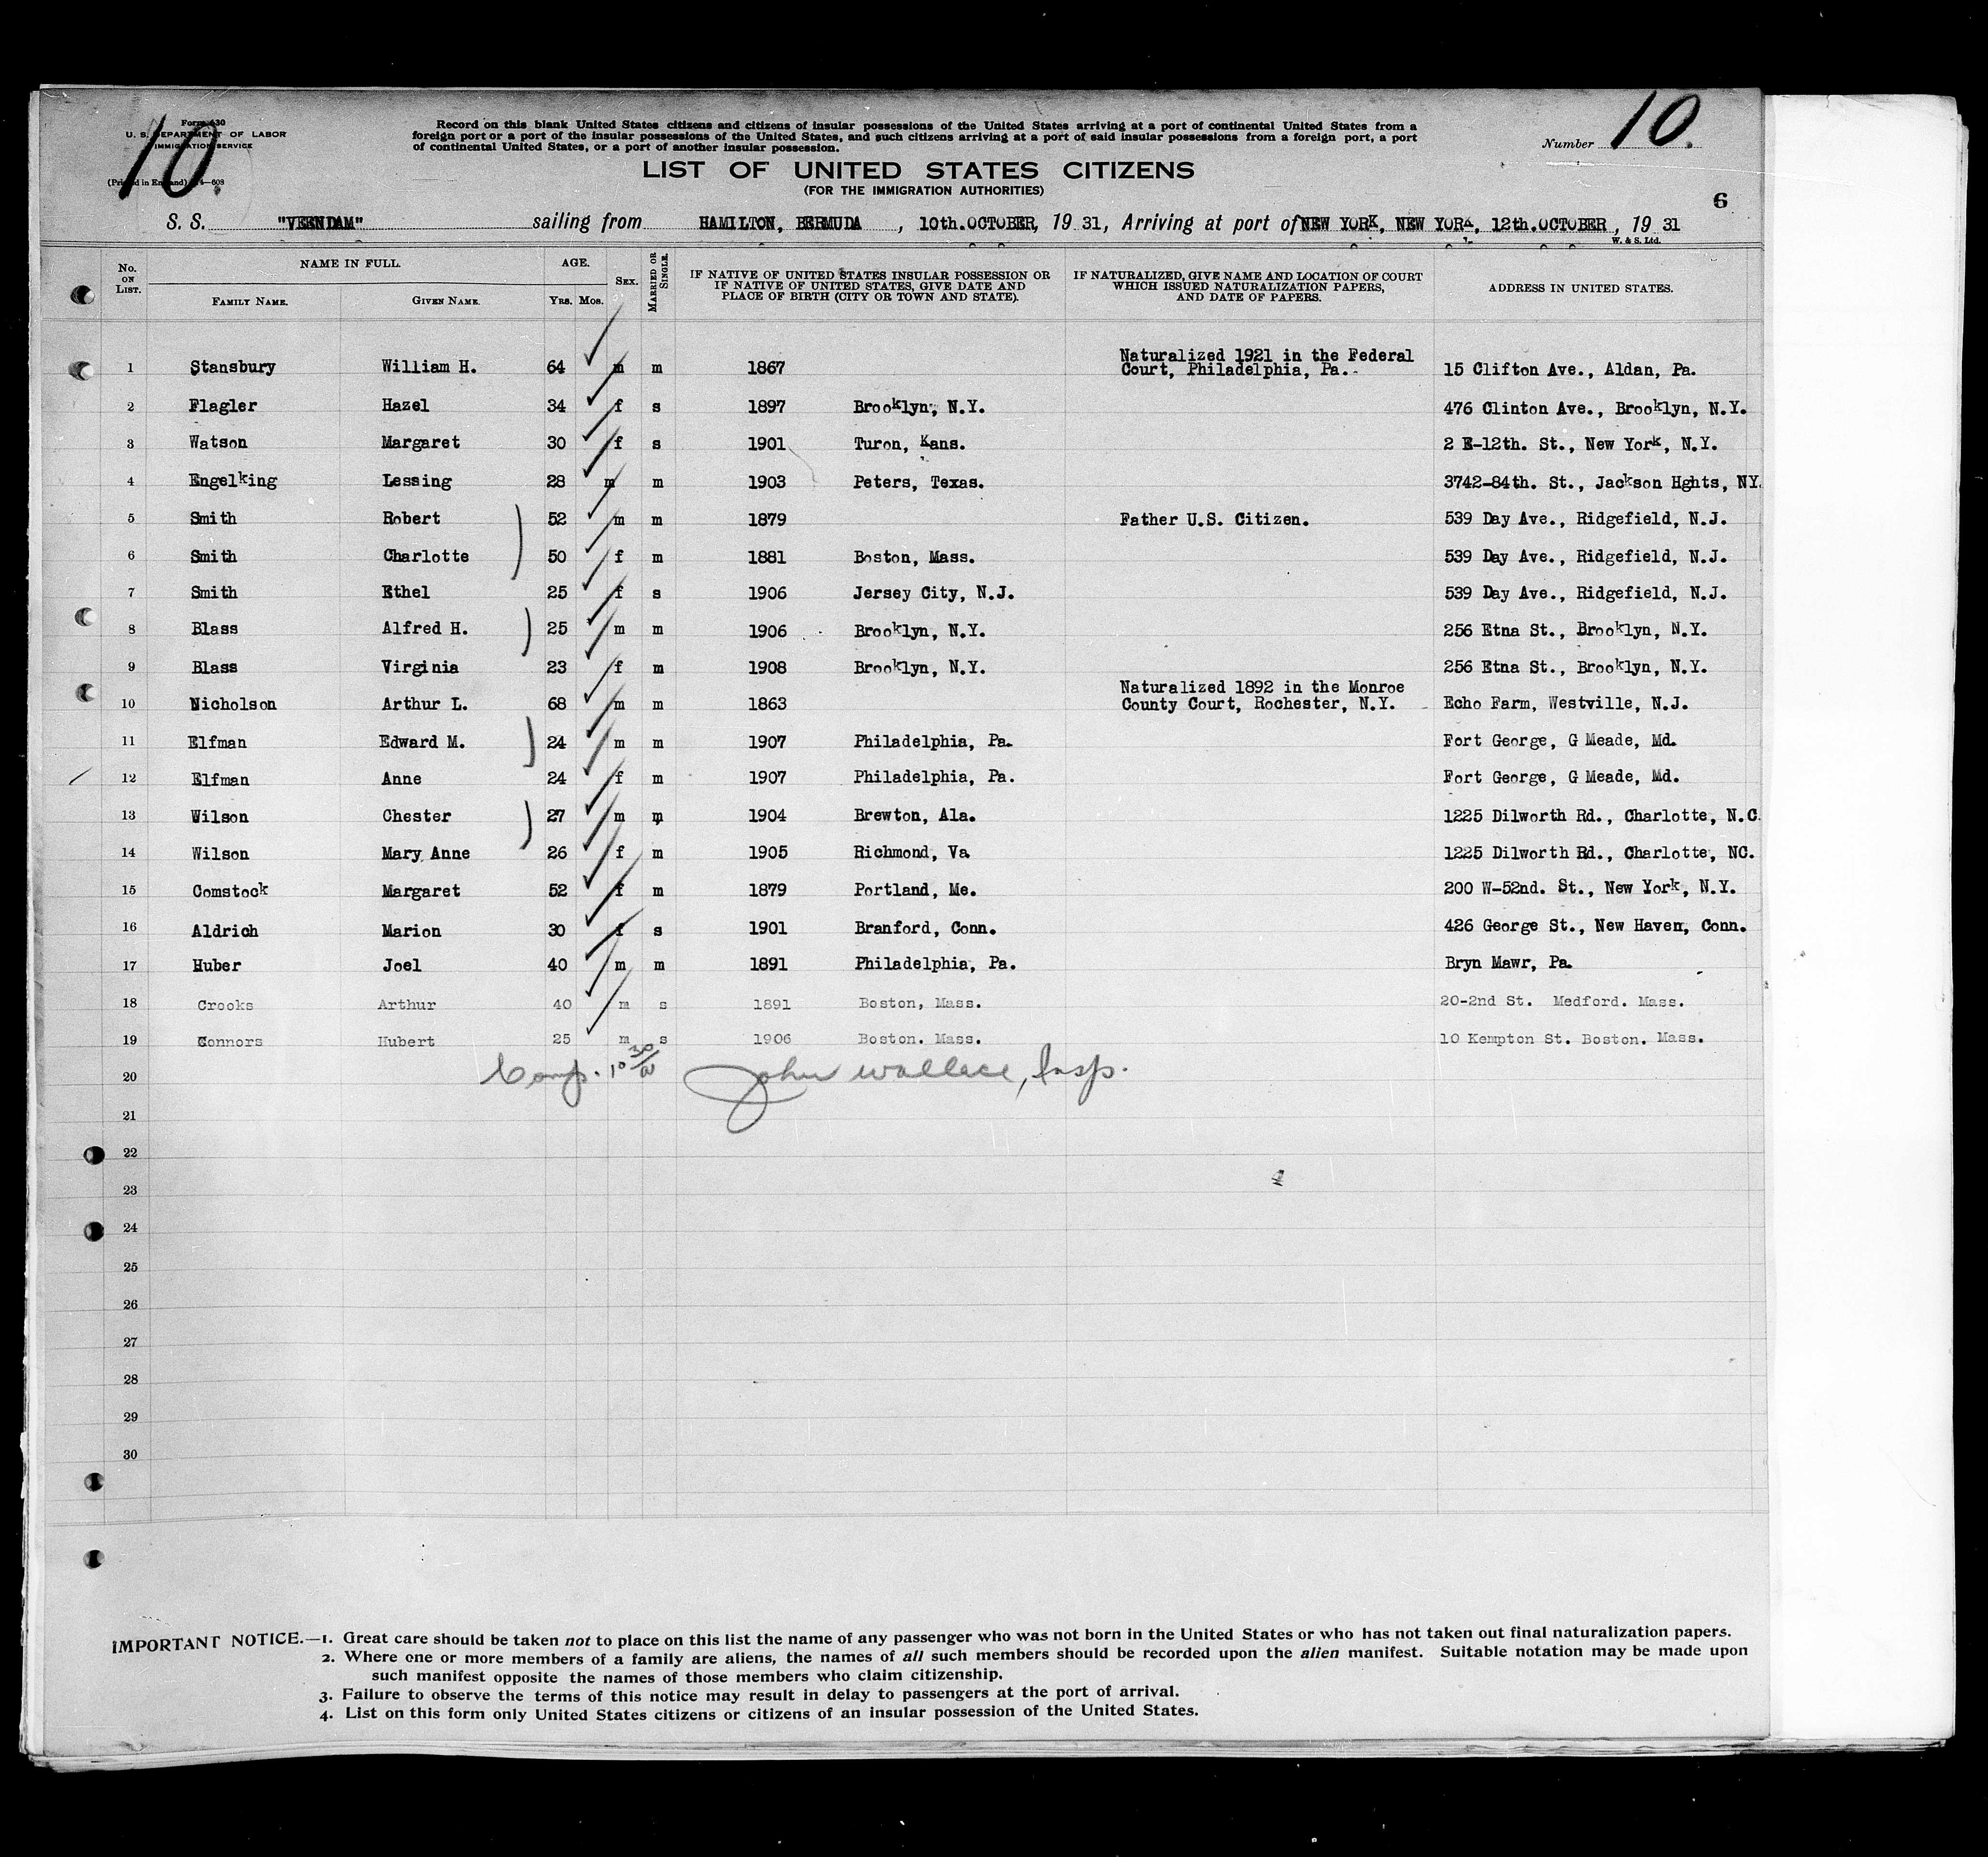 10.
Form 630
U. S. DEPARTMENT OF LABOR
IMMIGRATION SERVICE
(Printed in England) 14—608
Record on this blank United States citizens and citizens of insular possessions of the United States arriving at a port of continental United States from a
foreign port or a port of the insular possessions of the United States, and such citizens arriving at a port of said insular possessions from a foreign port, a port
of continental United States, or a port of another insular possession.
Number 10.
LIST OF UNITED STATES CITIZENS
(FOR THE IMMIGRATION AUTHORITIES)
6
S. S. "VEENDAM" sailing from HAMILTON, BERMUDA, 10th.OCTOBER, 19 31, Arriving at port of NEW YORK, NEW YORK, 12th.OCTOBER, 19 31
W. & S. Ltd.
No. ON LIST. NAME IN FULL. AGE. SEX. MARRIED OR SINGLE. IF NATIVE OF UNITED STATES INSULAR POSSESSION OR IF NATIVE OF UNITED STATES, GIVE DATE AND PLACE OF BIRTH (CITY OR TOWN AND STATE). IF NATURALIZED, GIVE NAME AND LOCATION OF COURT WHICH ISSUED NATURALIZATION PAPERS, AND DATE OF PAPERS. ADDRESS IN UNITED STATES.
FAMILY NAME. GIVEN NAME. YRS. MOS.
1 Stansbury William H. 64 m m 1867 Naturalized 1921 in the Federal Court, Philadelphia, Pa. 15 Clifton Ave., Aldan, Pa.
2 Flagler Hazel 34 f s 1897 Brooklyn, N.Y. 476 Clinton Ave., Brooklyn, N.Y.
3 Watson Margaret 30 f s 1901 Turon, Kans. 2 E-12th. St., New York, N.Y.
4 Engelking Lessing 28 m m 1903 Peters, Texas. 3742-84th. St., Jackson Hghts, NY.
5 Smith Robert 52 m m 1879 Father U.S. Citizen. 539 Day Ave., Ridgefield, N.J.
6 Smith Charlotte 50 f m 1881 Boston, Mass. 539 Day Ave., Ridgefield, N.J.
7 Smith Ethel 25 f s 1906 Jersey City, N.J. 539 Day Ave., Ridgefield, N.J.
8 Blass Alfred H. 25 m m 1906 Brooklyn, N.Y. 256 Etna St., Brooklyn, N.Y.
9 Blass Virginia 23 f m 1908 Brooklyn, N.Y. 256 Etna St., Brooklyn, N.Y.
10 Nicholson Arthur L. 68 m m 1863 Naturalized 1892 in the Monroe County Court, Rochester, N.Y. Echo Farm, Westville, N.J.
11 Elfman Edward M. 24 m m 1907 Philadelphia, Pa. Fort George, G Meade, Md.
12 Elfman Anne 24 f m 1907 Philadelphia, Pa. Fort George, G Meade, Md.
13 Wilson Chester 27 m m 1904 Brewton, Ala. 1225 Dilworth Rd., Charlotte, N.C.
14 Wilson Mary Anne 26 f m 1905 Richmond, Va 1225 Dilworth Rd., Charlotte, NC.
15 Comstock Margaret 52 f m 1879 Portland, Me. 200 W-52nd. St., New York, N.Y.
16 Aldrich Marion 30 f s 1901 Branford, Conn. 426 George St., New Haven, Conn.
17 Huber Joel 40 m m 1891 Philadelphia, Pa. Bryn Mawr, Pa.
18 Crooks Arthur 40 m s 1891 Boston, Mass. 20-2nd St. Medford. Mass.
19 Connors Hubert 25 m s 1906 Boston. Mass. 10 Kempton St. Boston. Mass.
20 John Wallace, Insp.
21
22
23
24
25
26
27
28
29
30
IMPORTANT NOTICE.—1. Great care should be taken not to place on this list the name of any passenger who was not born in the United States or who has not taken out final naturalization papers.
2. Where one or more members of a family are aliens, the names of all such members should be recorded upon the alien manifest. Suitable notation may be made upon
such manifest opposite the names of those members who claim citizenship.
3. Failure to observe the terms of this notice may result in delay to passengers at the port of arrival.
4. List on this form only United States citizens or citizens of an insular possession of the United States.